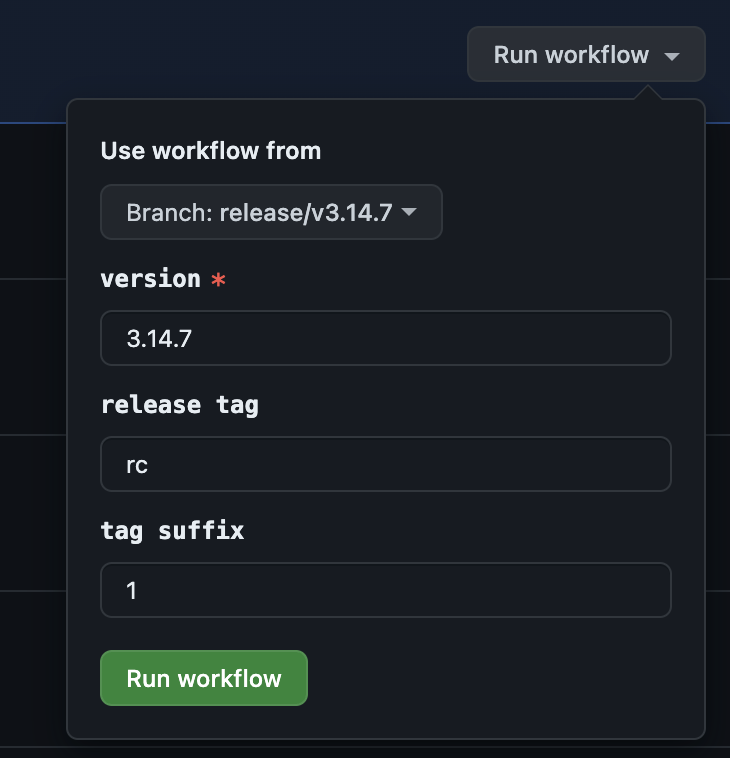 Run workflow
Use workflow from
Branch: release/v3.14.7
version *
3.14.7
release tag
rc
tag suffix
1
Run workflow